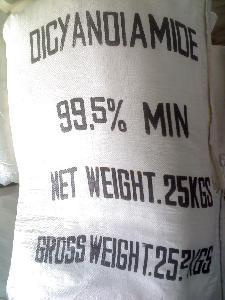 DICYANDIAMIDE
99.5% MIN
NET WEIGHT.25KGS
GROSS WEIGHT.25.2KGS